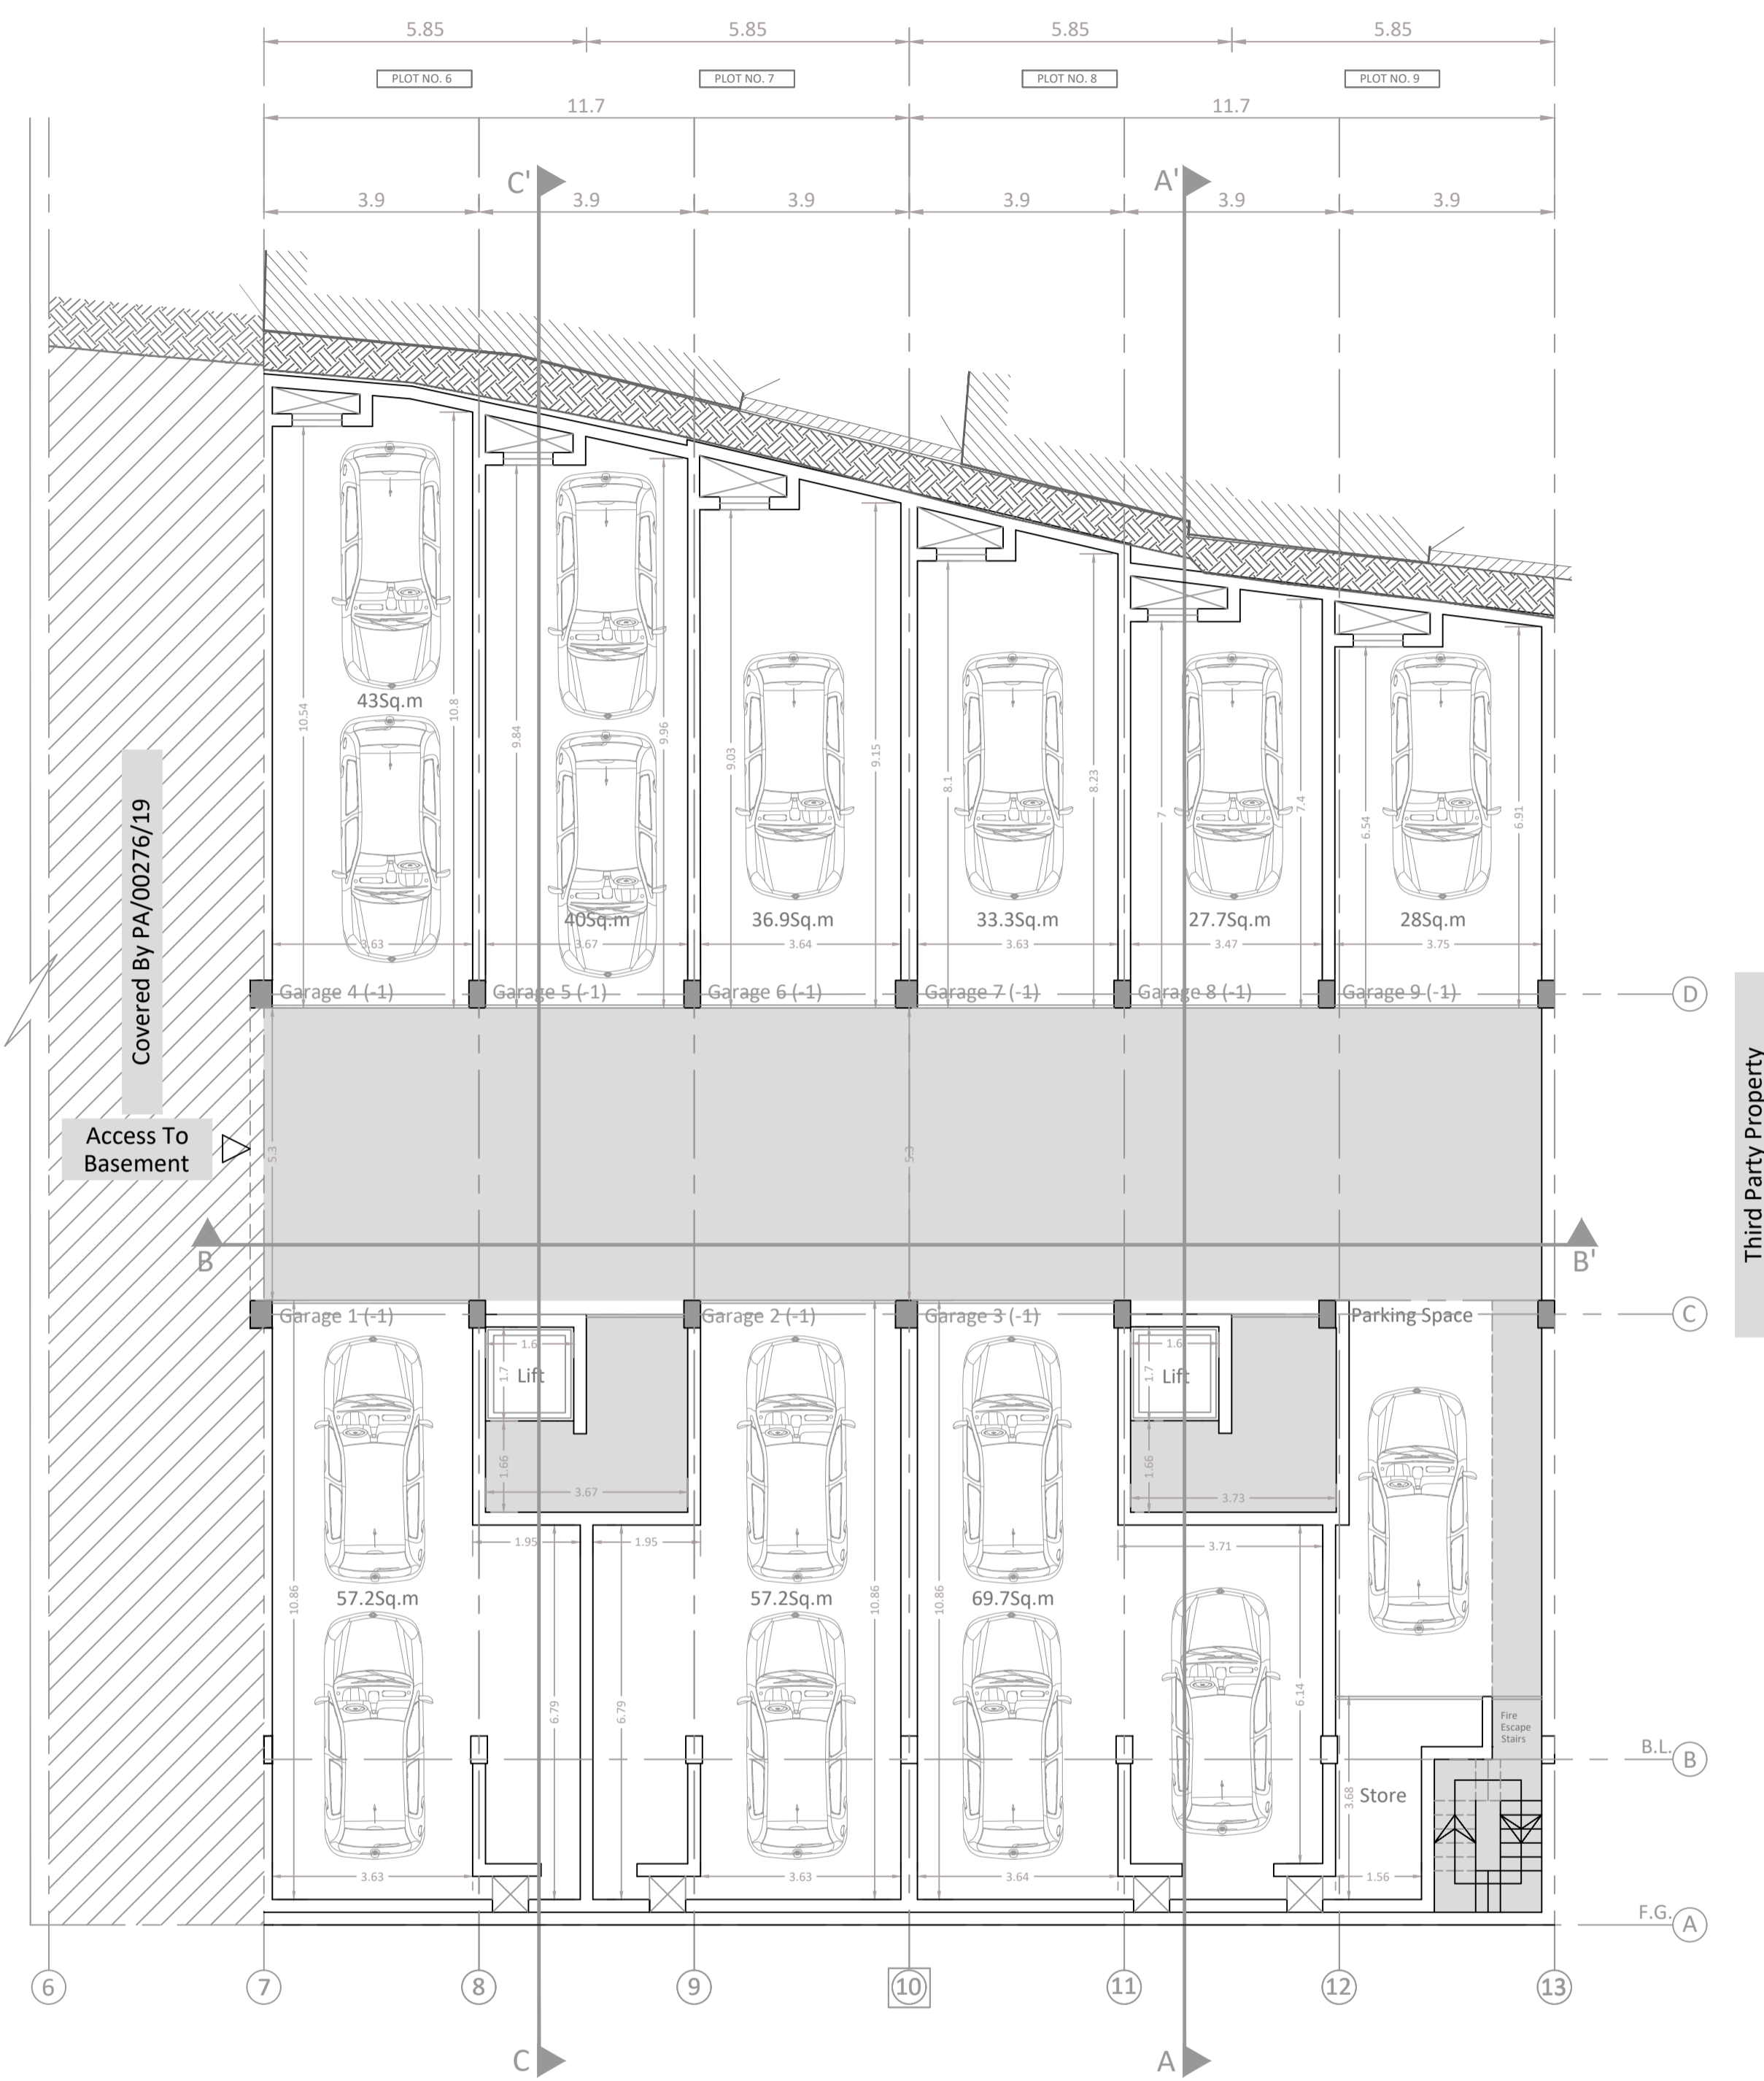 5.85 5.85 5.85 5.85
PLOT NO. 6 PLOT NO. 7 PLOT NO. 8 PLOT NO. 9
11.7 11.7
C' A'
3.9 3.9 3.9 3.9 3.9 3.9
43Sq.m
10.54 10.8 9.84 9.96 9.03 9.15 8.1 8.23 7 7.4 6.54 6.91
40Sq.m 36.9Sq.m 33.3Sq.m 27.7Sq.m 28Sq.m
3.63 3.67 3.64 3.63 3.47 3.75
Garage 4 (-1) Garage 5 (-1) Garage 6 (-1) Garage 7 (-1) Garage 8 (-1) Garage 9 (-1)
D
Covered By PA/00276/19
Access To
Basement
5.3 5.3
Third Party Property
B B'
Garage 1 (-1) Garage 2 (-1) Garage 3 (-1) Parking Space
C
1.6 1.6
1.7 Lift 1.7 Lift
1.66 1.66
3.67 3.73
1.95 1.95 3.71
57.2Sq.m 57.2Sq.m 69.7Sq.m
10.86 10.86 10.86
6.79 6.79 6.14
Fire
Escape
Stairs
B.L. B
3.68 Store
3.63 3.63 3.64 1.56
F.G. A
6 7 8 9 10 11 12 13
C A